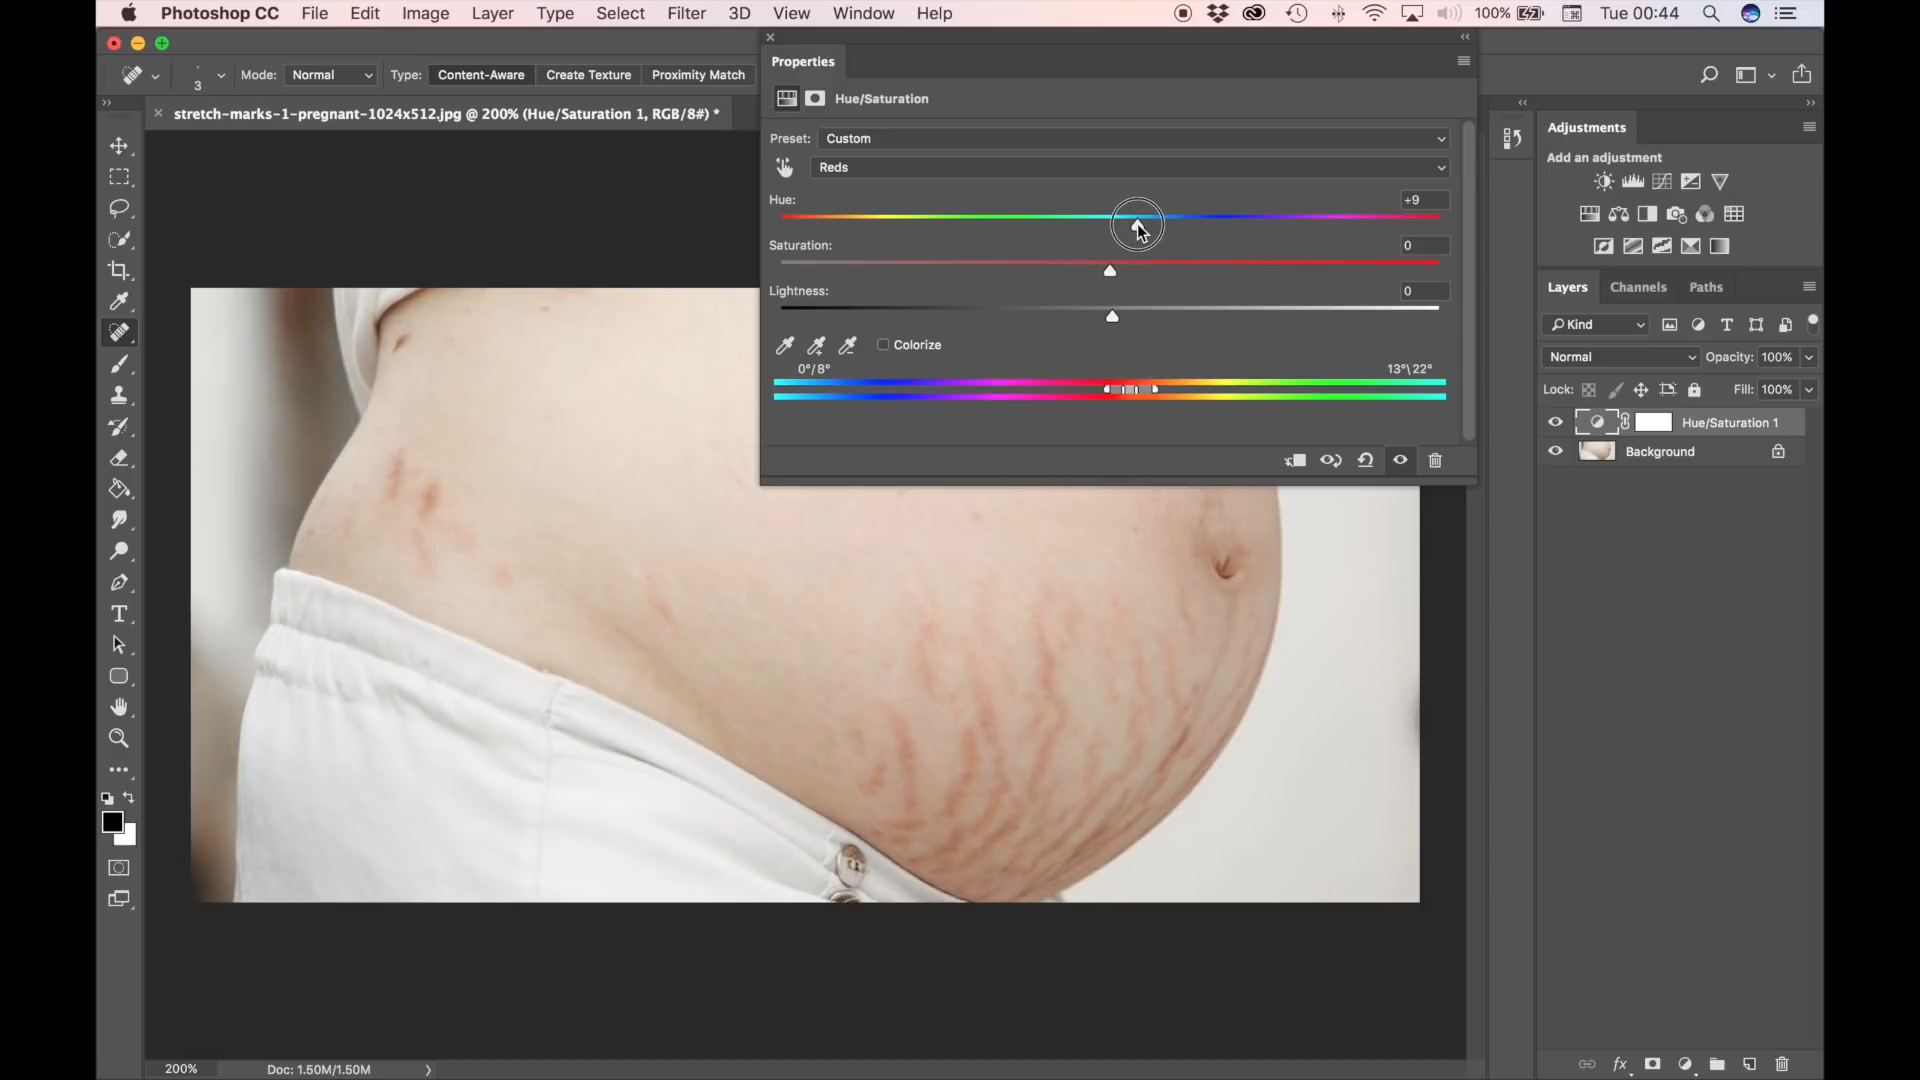 Photoshop CC File Edit Image Layer Type Select Filter 3D View Window Help 100% Tue 00:44
3 Mode: Normal Type: Content-Aware Create Texture Proximity Match
stretch-marks-1-pregnant-1024x512.jpg @ 200% (Hue/Saturation 1, RGB/8#) *
Properties
Hue/Saturation
Preset: Custom
Reds
Hue: +9
Saturation: 0
Lightness: 0
Colorize
0°/8° 13°\22°
Adjustments
Add an adjustment
Layers Channels Paths
Kind
Normal Opacity: 100%
Lock: Fill: 100%
Hue/Saturation 1
Background
200% Doc: 1.50M/1.50M